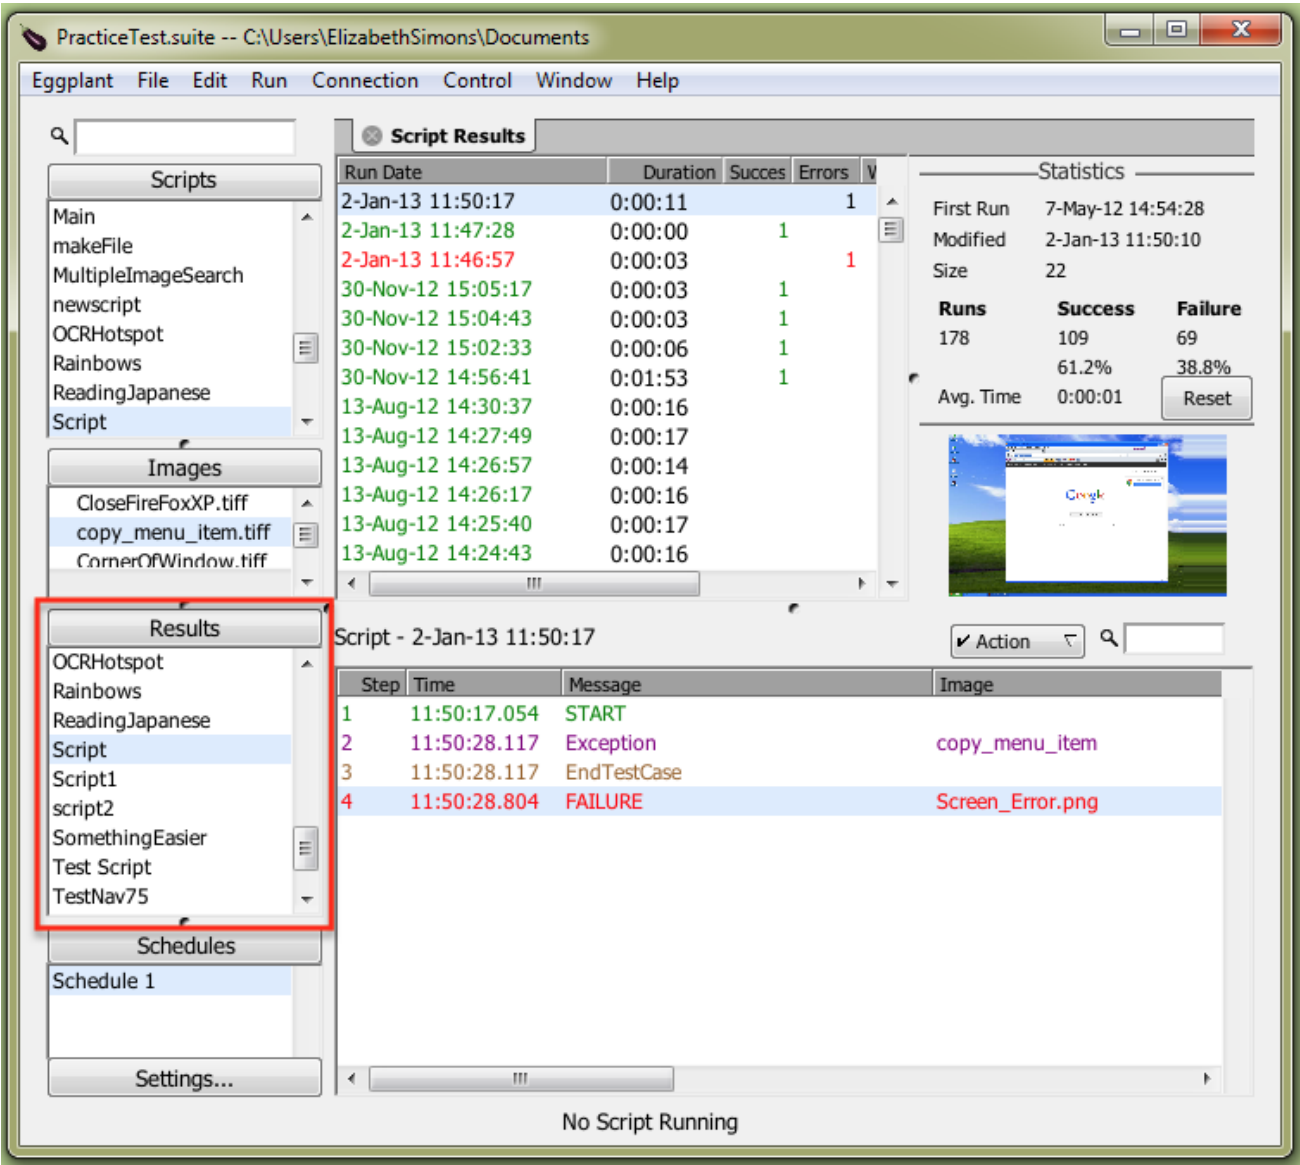 PracticeTest.suite -- C:\Users\ElizabethSimons\Documents
Eggplant File Edit Run Connection Control Window Help
Scripts
Main
makeFile
MultipleImageSearch
newscript
OCRHotspot
Rainbows
ReadingJapanese
Script
Images
CloseFireFoxXP.tiff
copy_menu_item.tiff
CornerOfWindow.tiff
Results
OCRHotspot
Rainbows
ReadingJapanese
Script
Script1
script2
SomethingEasier
Test Script
TestNav75
Schedules
Schedule 1
Settings...
Script Results
Run Date Duration Succes Errors
2-Jan-13 11:50:17 0:00:11 1
2-Jan-13 11:47:28 0:00:00 1
2-Jan-13 11:46:57 0:00:03 1
30-Nov-12 15:05:17 0:00:03 1
30-Nov-12 15:04:43 0:00:03 1
30-Nov-12 15:02:33 0:00:06 1
30-Nov-12 14:56:41 0:01:53 1
13-Aug-12 14:30:37 0:00:16
13-Aug-12 14:27:49 0:00:17
13-Aug-12 14:26:57 0:00:14
13-Aug-12 14:26:17 0:00:16
13-Aug-12 14:25:40 0:00:17
13-Aug-12 14:24:43 0:00:16
Statistics
First Run 7-May-12 14:54:28
Modified 2-Jan-13 11:50:10
Size 22
Runs Success Failure
178 109 69
61.2% 38.8%
Avg. Time 0:00:01 Reset
Google
Script - 2-Jan-13 11:50:17
Action
Step Time Message Image
1 11:50:17.054 START
2 11:50:28.117 Exception copy_menu_item
3 11:50:28.117 EndTestCase
4 11:50:28.804 FAILURE Screen_Error.png
No Script Running